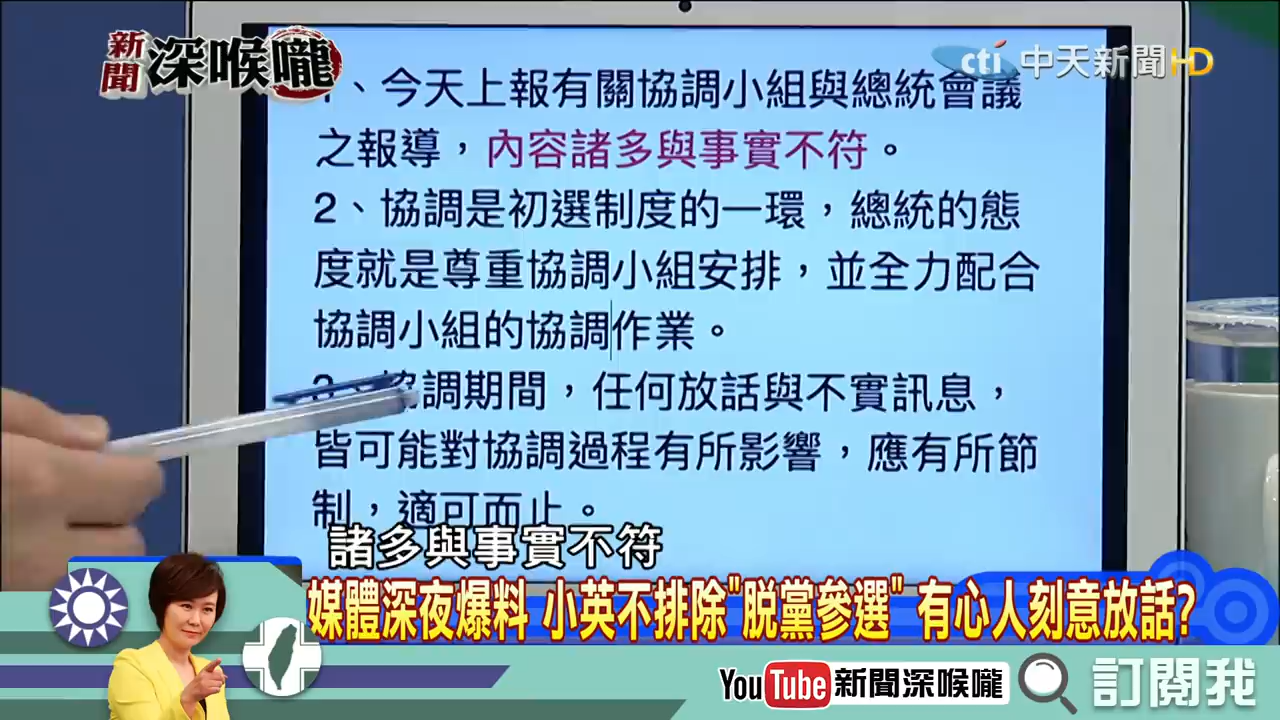 新聞深喉嚨
cti 中天新聞HD
1、今天上報有關協調小組與總統會議
之報導，內容諸多與事實不符。
2、協調是初選制度的一環，總統的態
度就是尊重協調小組安排，並全力配合
協調小組的協調作業。
3、協調期間，任何放話與不實訊息，
皆可能對協調過程有所影響，應有所節
制，適可而止。
諸多與事實不符
媒體深夜爆料 小英不排除"脫黨參選" 有心人刻意放話?
YouTube 新聞深喉嚨 訂閱我